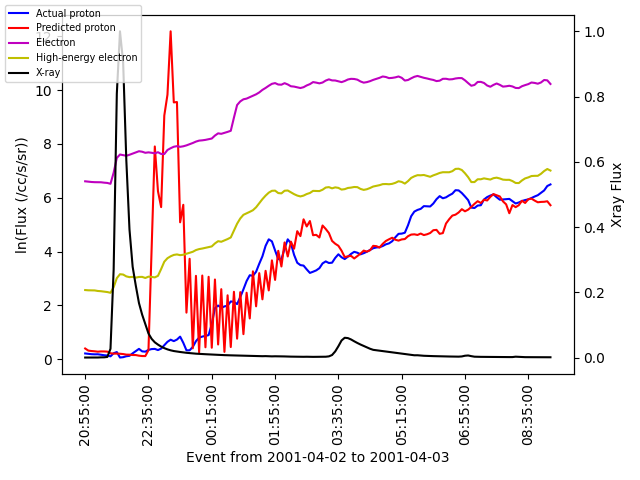 Actual proton
Predicted proton
Electron
High-energy electron
X-ray
10
8
6
4
2
0
ln(Flux (/cc/s/sr))
1.0
0.8
0.6
0.4
0.2
0.0
Xray Flux
20:55:00
22:35:00
00:15:00
01:55:00
03:35:00
05:15:00
06:55:00
08:35:00
Event from 2001-04-02 to 2001-04-03